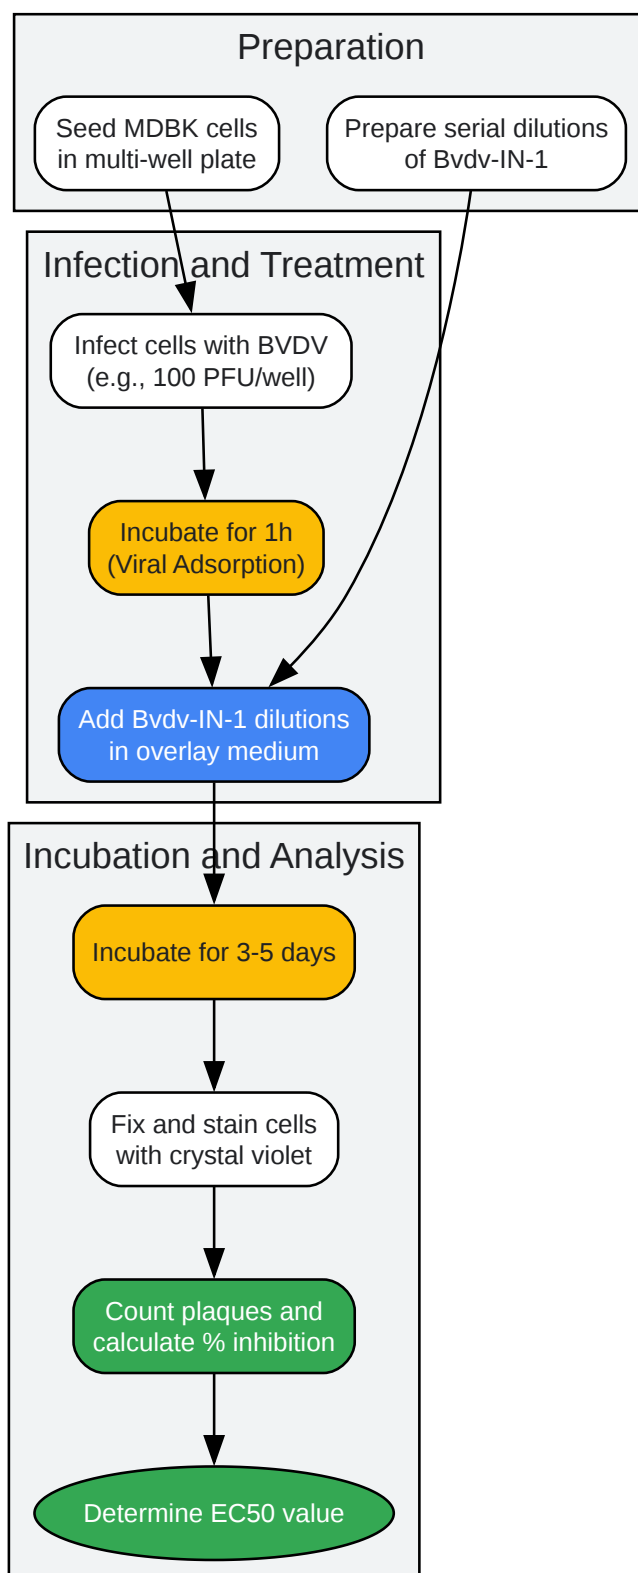 Preparation
Seed MDBK cells
in multi-well plate
Prepare serial dilutions
of Bvdv-IN-1
Infection and Treatment
Infect cells with BVDV
(e.g., 100 PFU/well)
Incubate for 1h
(Viral Adsorption)
Add Bvdv-IN-1 dilutions
in overlay medium
Incubation and Analysis
Incubate for 3-5 days
Fix and stain cells
with crystal violet
Count plaques and
calculate % inhibition
Determine EC50 value